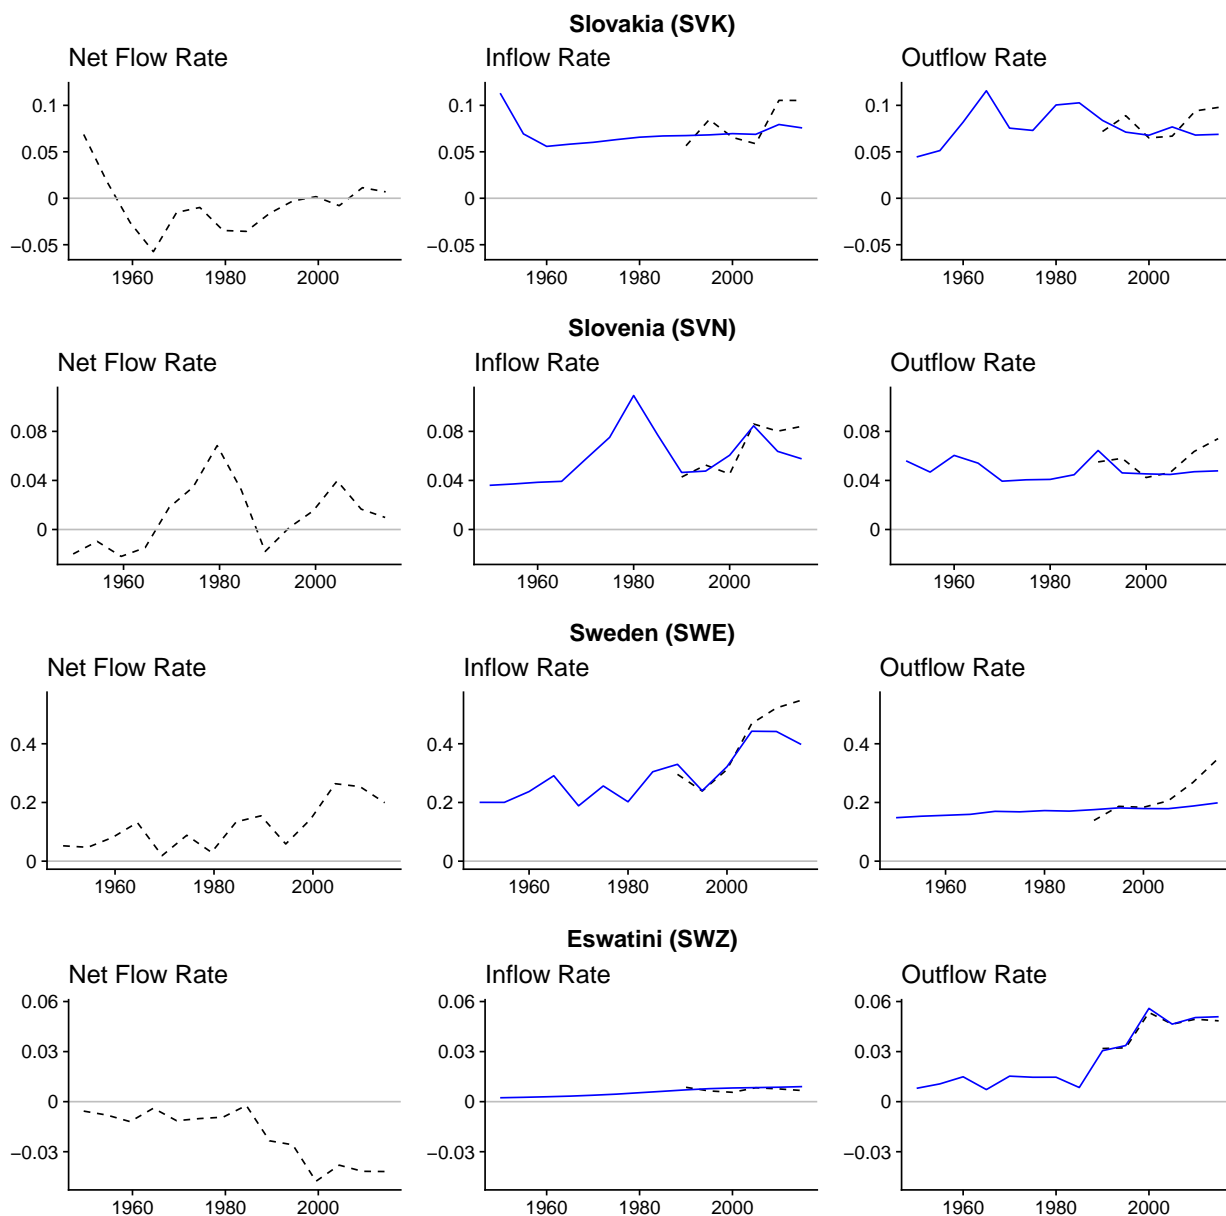 Slovakia (SVK)
Net Flow Rate
Inflow Rate
Outflow Rate
0.1
0.05
0
−0.05
1960 1980 2000
0.1
0.05
0
−0.05
1960 1980 2000
0.1
0.05
0
−0.05
1960 1980 2000
Slovenia (SVN)
Net Flow Rate
Inflow Rate
Outflow Rate
0.08
0.04
0
1960 1980 2000
0.08
0.04
0
1960 1980 2000
0.08
0.04
0
1960 1980 2000
Sweden (SWE)
Net Flow Rate
Inflow Rate
Outflow Rate
0.4
0.2
0
1960 1980 2000
0.4
0.2
0
1960 1980 2000
0.4
0.2
0
1960 1980 2000
Eswatini (SWZ)
Net Flow Rate
Inflow Rate
Outflow Rate
0.06
0.03
0
−0.03
1960 1980 2000
0.06
0.03
0
−0.03
1960 1980 2000
0.06
0.03
0
−0.03
1960 1980 2000